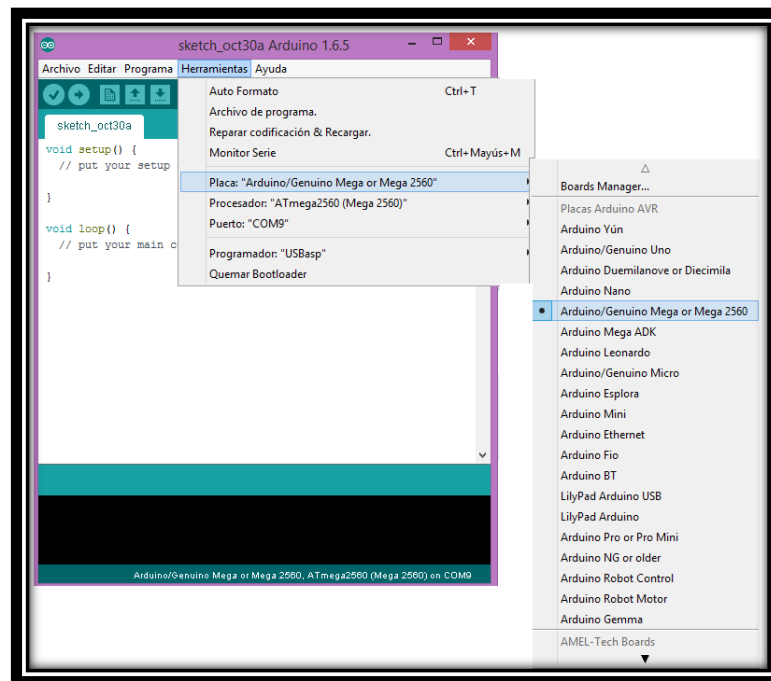 sketch_oct30a Arduino 1.6.5
Archivo Editar Programa Herramientas Ayuda
sketch_oct30a
void setup() {
// put your setup
}
void loop() {
// put your main c
}
Auto Formato Ctrl+T
Archivo de programa.
Reparar codificación & Recargar.
Monitor Serie Ctrl+Mayús+M
Placa: "Arduino/Genuino Mega or Mega 2560"
Procesador: "ATmega2560 (Mega 2560)"
Puerto: "COM9"
Programador: "USBasp"
Quemar Bootloader
Boards Manager...
Placas Arduino AVR
Arduino Yún
Arduino/Genuino Uno
Arduino Duemilanove or Diecimila
Arduino Nano
Arduino/Genuino Mega or Mega 2560
Arduino Mega ADK
Arduino Leonardo
Arduino/Genuino Micro
Arduino Esplora
Arduino Mini
Arduino Ethernet
Arduino Fio
Arduino BT
LilyPad Arduino USB
LilyPad Arduino
Arduino Pro or Pro Mini
Arduino NG or older
Arduino Robot Control
Arduino Robot Motor
Arduino Gemma
AMEL-Tech Boards
Arduino/Genuino Mega or Mega 2560, ATmega2560 (Mega 2560) on COM9